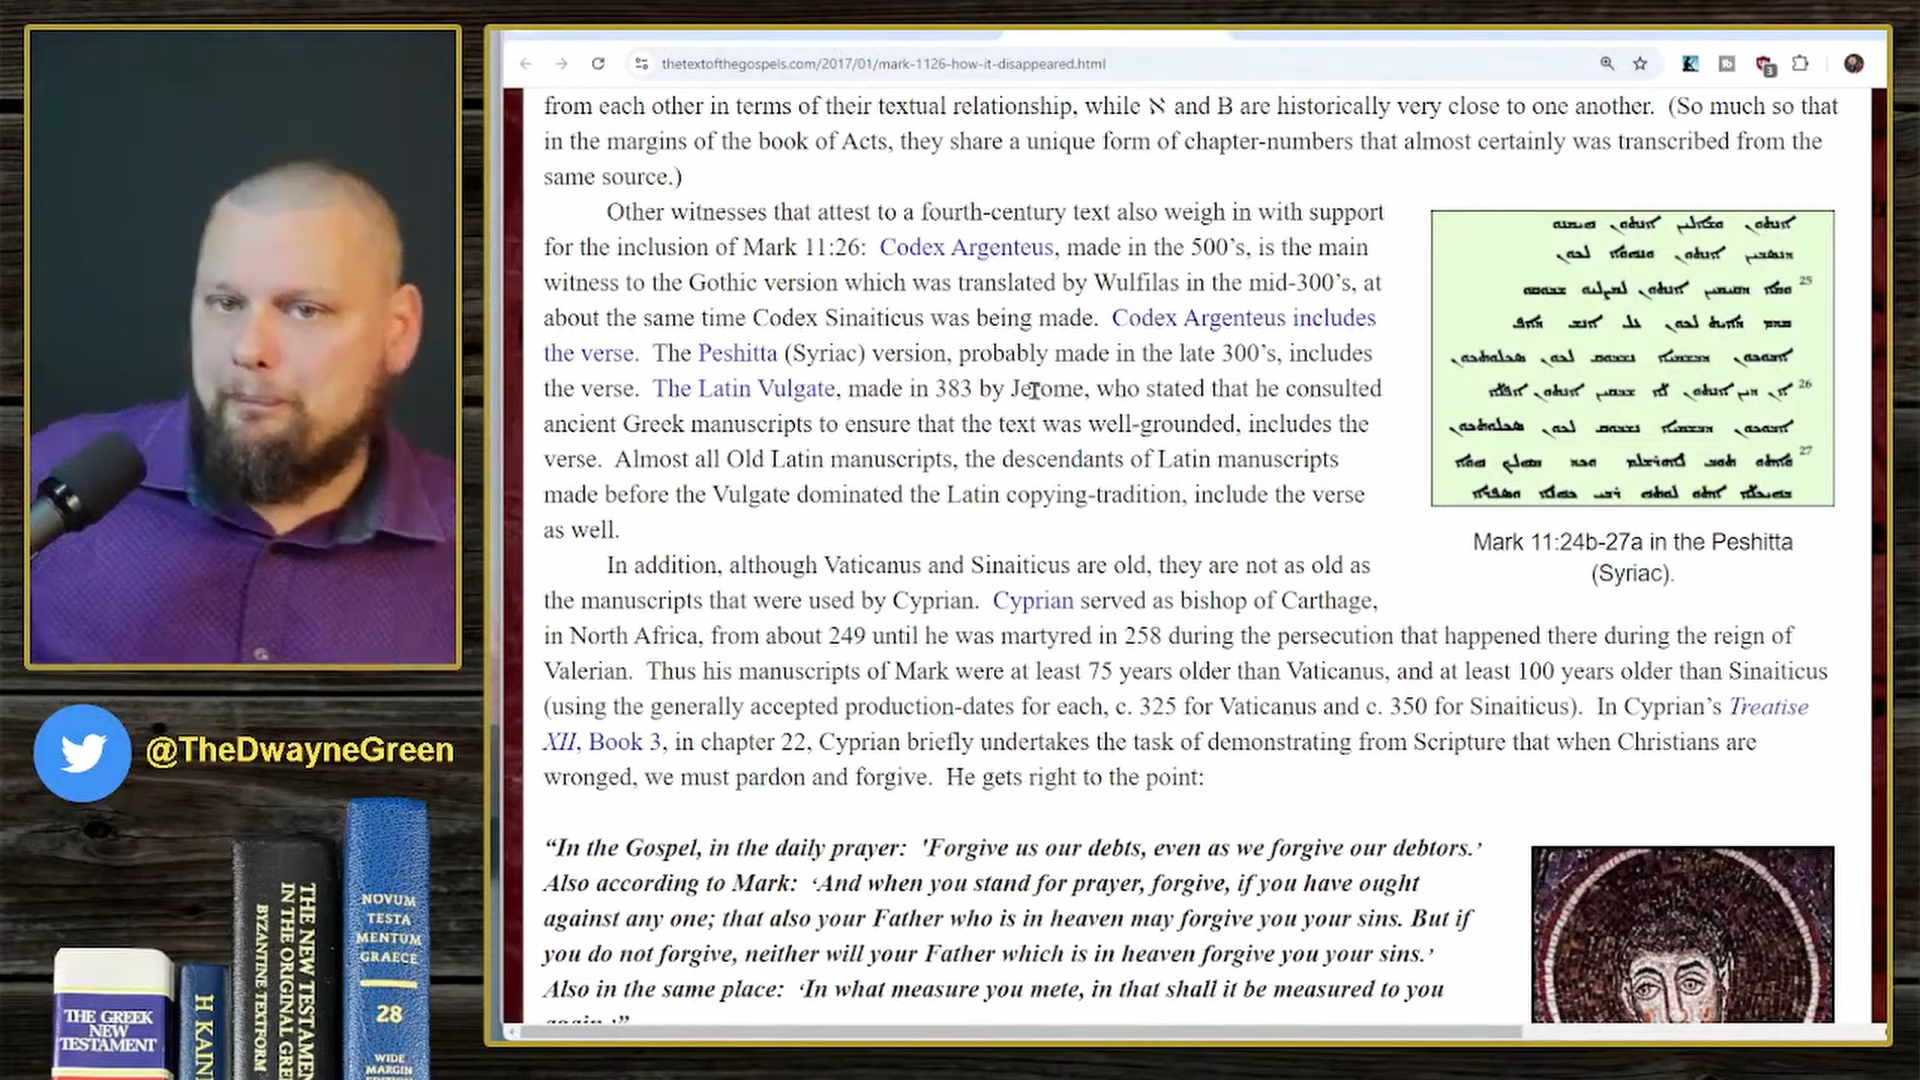 thetextofthegospels.com/2017/01/mark-1126-how-it-disappeared.html
3
from each other in terms of their textual relationship, while ℵ and B are historically very close to one another.  (So much so that
in the margins of the book of Acts, they share a unique form of chapter-numbers that almost certainly was transcribed from the
same source.)
Other witnesses that attest to a fourth-century text also weigh in with support
for the inclusion of Mark 11:26:  Codex Argenteus, made in the 500’s, is the main
witness to the Gothic version which was translated by Wulfilas in the mid-300’s, at
about the same time Codex Sinaiticus was being made.  Codex Argenteus includes
the verse.  The Peshitta (Syriac) version, probably made in the late 300’s, includes
the verse.  The Latin Vulgate, made in 383 by Jerome, who stated that he consulted
ancient Greek manuscripts to ensure that the text was well-grounded, includes the
verse.  Almost all Old Latin manuscripts, the descendants of Latin manuscripts
made before the Vulgate dominated the Latin copying-tradition, include the verse
as well.
25
26
27
Mark 11:24b-27a in the Peshitta
(Syriac).
In addition, although Vaticanus and Sinaiticus are old, they are not as old as
the manuscripts that were used by Cyprian.  Cyprian served as bishop of Carthage,
in North Africa, from about 249 until he was martyred in 258 during the persecution that happened there during the reign of
Valerian.  Thus his manuscripts of Mark were at least 75 years older than Vaticanus, and at least 100 years older than Sinaiticus
(using the generally accepted production-dates for each, c. 325 for Vaticanus and c. 350 for Sinaiticus).  In Cyprian’s Treatise
XII, Book 3, in chapter 22, Cyprian briefly undertakes the task of demonstrating from Scripture that when Christians are
wronged, we must pardon and forgive.  He gets right to the point:
“In the Gospel, in the daily prayer:  'Forgive us our debts, even as we forgive our debtors.’
Also according to Mark:  ‘And when you stand for prayer, forgive, if you have ought
against any one; that also your Father who is in heaven may forgive you your sins. But if
you do not forgive, neither will your Father which is in heaven forgive you your sins.’
Also in the same place:  ‘In what measure you mete, in that shall it be measured to you
@TheDwayneGreen
THE GREEK
NEW
TESTAMENT
H KAIN
THE NEW TESTAMEN
IN THE ORIGINAL GRE
BYZANTINE TEXTFORM
NOVUM
TESTA
MENTUM
GRAECE
28
WIDE
MARGIN